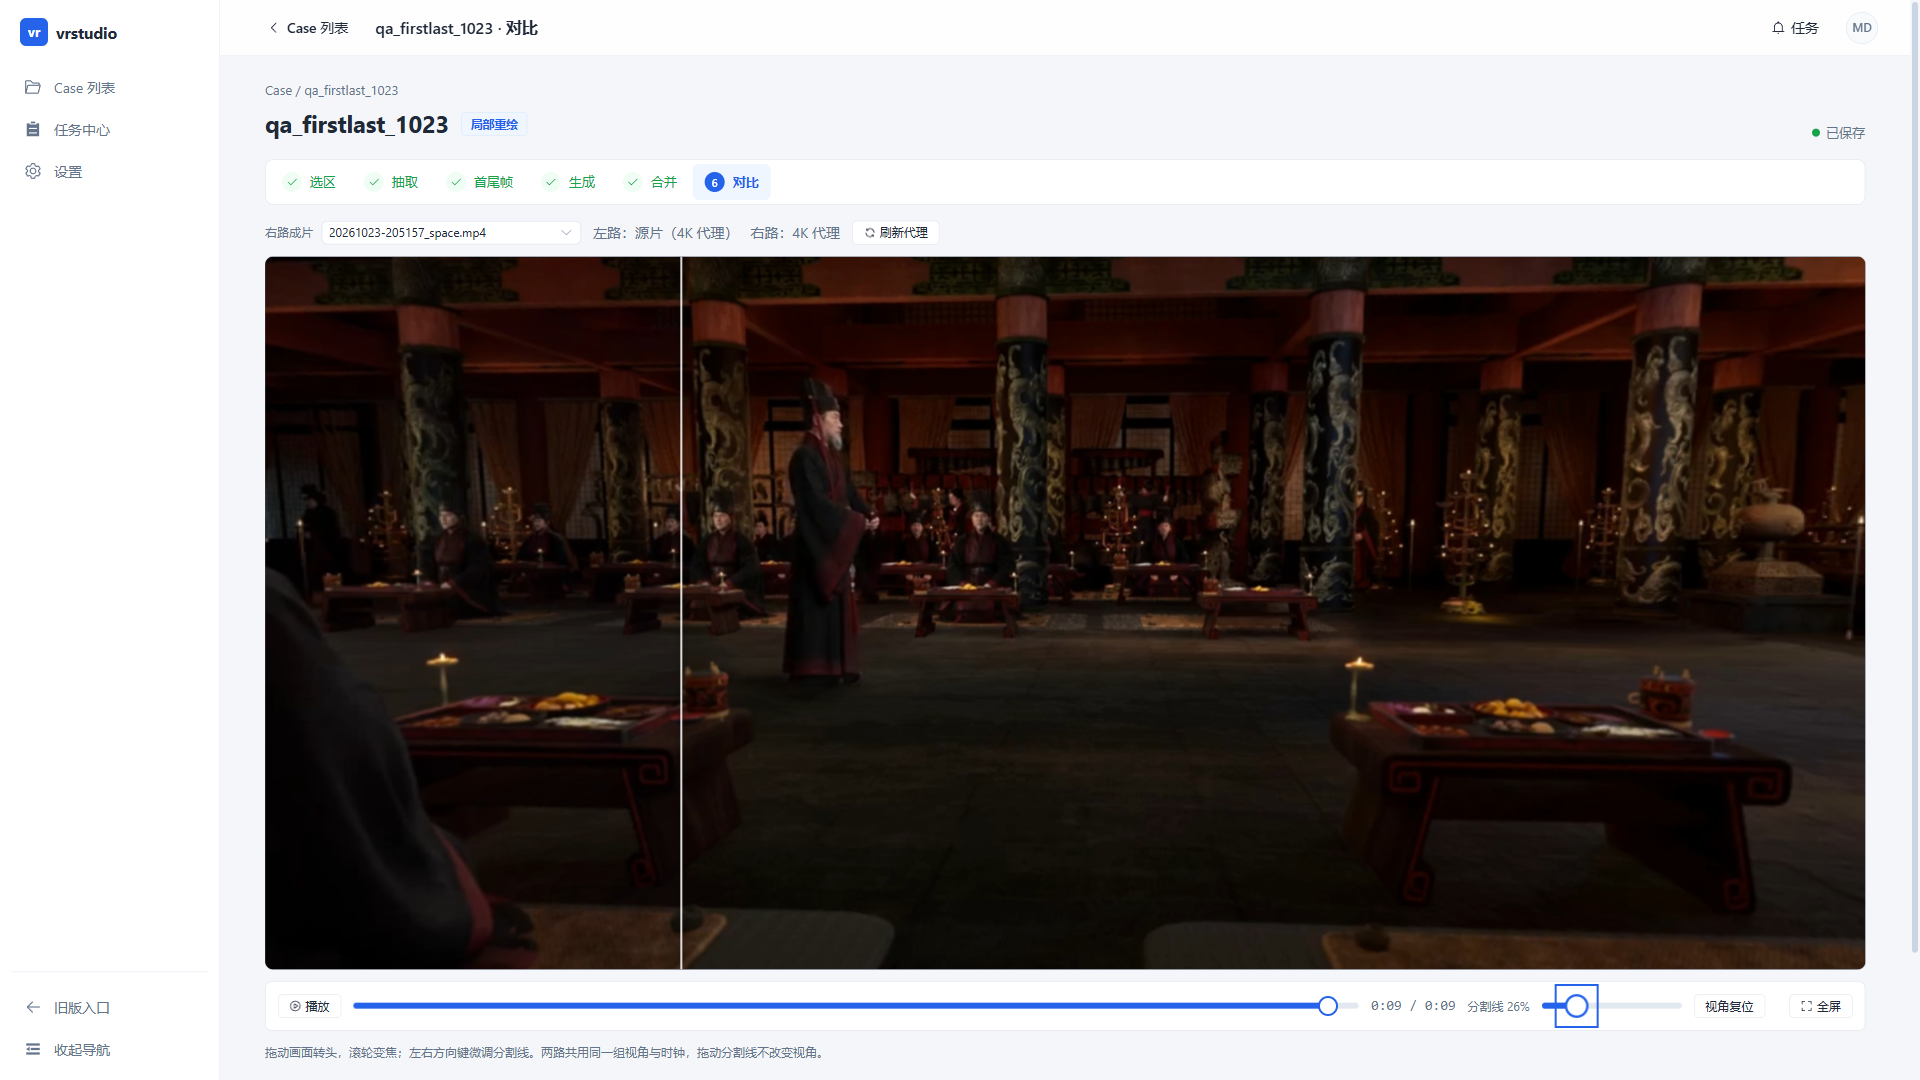 vr vrstudio
Case 列表
任务中心
设置
旧版入口
收起导航
Case 列表 qa_firstlast_1023 · 对比
任务 MD
Case / qa_firstlast_1023
qa_firstlast_1023 局部重绘
已保存
选区 抽取 首尾帧 生成 合并 6 对比
右路成片 20261023-205157_space.mp4 左路：源片（4K 代理） 右路：4K 代理 刷新代理
播放 0:09 / 0:09 分割线 26% 视角复位 全屏
拖动画面转头，滚轮变焦；左右方向键微调分割线。两路共用同一组视角与时钟，拖动分割线不改变视角。